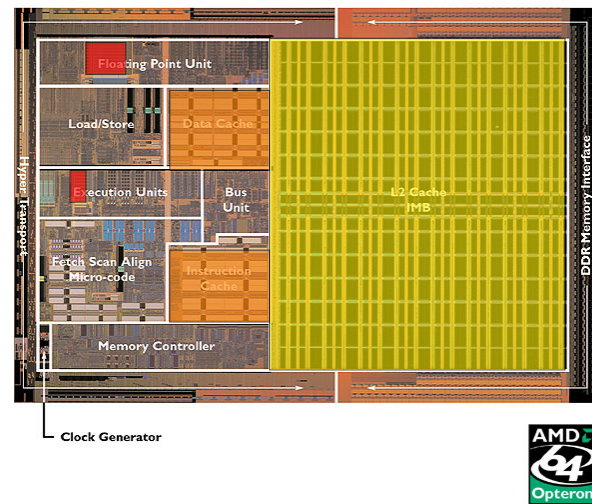 Floating Point Unit
Load/Store
Data Cache
Hyper Transport
Execution Units
Bus
Unit
L2 Cache
IMB
DDR Memory Interface
Fetch Scan Align
Micro-code
Instruction
Cache
Memory Controller
Clock Generator
AMD
64
Opteron